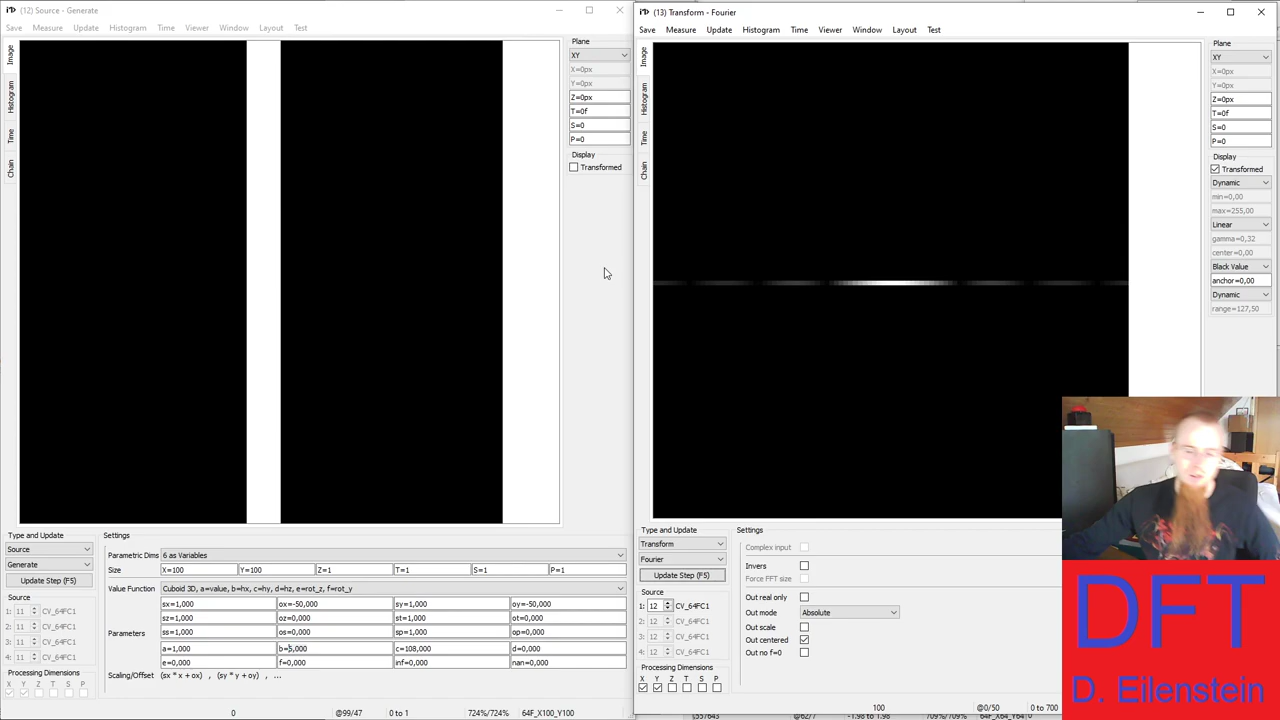 (12) Source - Generate
Save Measure Update Histogram Time Viewer Window Layout Test
Image
Histogram
Time
Chain
Plane
XY
X=0px
Y=0px
Z=0px
T=0f
S=0
P=0
Display
Transformed
Type and Update
Source
Generate
Update Step (F5)
Source
1: 11 CV_64FC1
2: 11 CV_64FC1
3: 11 CV_64FC1
4: 11 CV_64FC1
Processing Dimensions
X Y Z T S P
Settings
Parametric Dims 6 as Variables
Size X=100 Y=100 Z=1 T=1 S=1 P=1
Value Function Cuboid 3D, a=value, b=hx, c=hy, d=hz, e=rot_z, f=rot_y
Parameters
sx=1,000 ox=-50,000 sy=1,000 oy=-50,000
sz=1,000 oz=0,000 st=1,000 ot=0,000
ss=1,000 os=0,000 sp=1,000 op=0,000
a=1,000 b=5,000 c=108,000 d=0,000
e=0,000 f=0,000 inf=0,000 nan=0,000
Scaling/Offset (sx * x + ox) , (sy * y + oy) , ...
0 @99/47 0 to 1 724%/724% 64F_X100_Y100
(13) Transform - Fourier
Save Measure Update Histogram Time Viewer Window Layout Test
Image
Histogram
Time
Chain
Plane
XY
X=0px
Y=0px
Z=0px
T=0f
S=0
P=0
Display
Transformed
Dynamic
min=0,00
max=255,00
Linear
gamma=0,32
center=0,00
Black Value
anchor=0,00
Dynamic
range=127,50
Type and Update
Transform
Fourier
Update Step (F5)
Source
1: 12 CV_64FC1
2: 12 CV_64FC1
3: 12 CV_64FC1
4: 12 CV_64FC1
Processing Dimensions
X Y Z T S P
Settings
Complex input
Invers
Force FFT size
Out real only
Out mode Absolute
Out scale
Out centered
Out no f=0
100 @0/50 0 to 700
DFT
D. Eilenstein